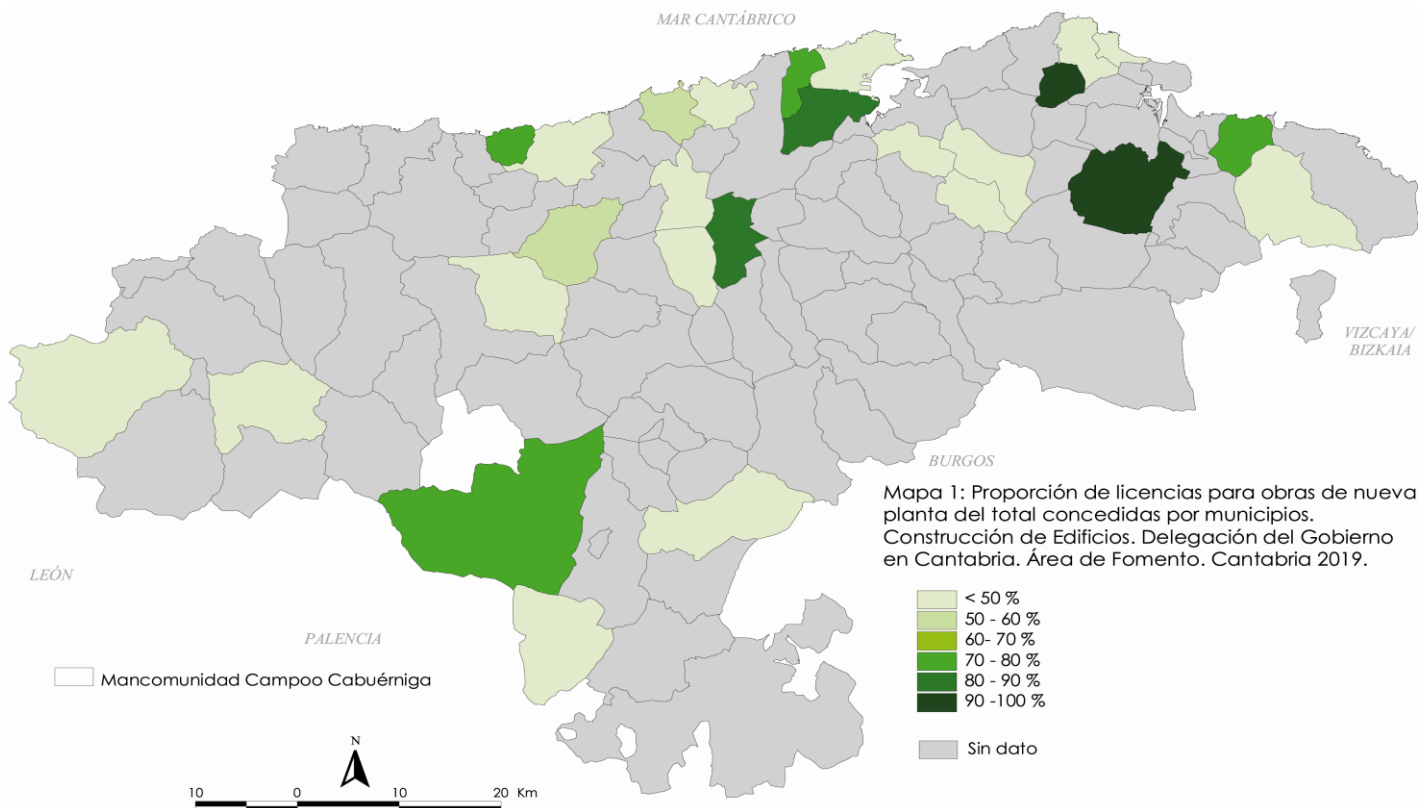 MAR CANTÁBRICO
VIZCAYA/
BIZKAIA
BURGOS
Mapa 1: Proporción de licencias para obras de nueva
planta del total concedidas por municipios.
Construcción de Edificios. Delegación del Gobierno
en Cantabria. Área de Fomento. Cantabria 2019.
LEÓN
< 50 %
50 - 60 %
60- 70 %
70 - 80 %
80 - 90 %
90 -100 %
PALENCIA
Mancomunidad Campoo Cabuérniga
Sin dato
N
10 0 10 20 Km